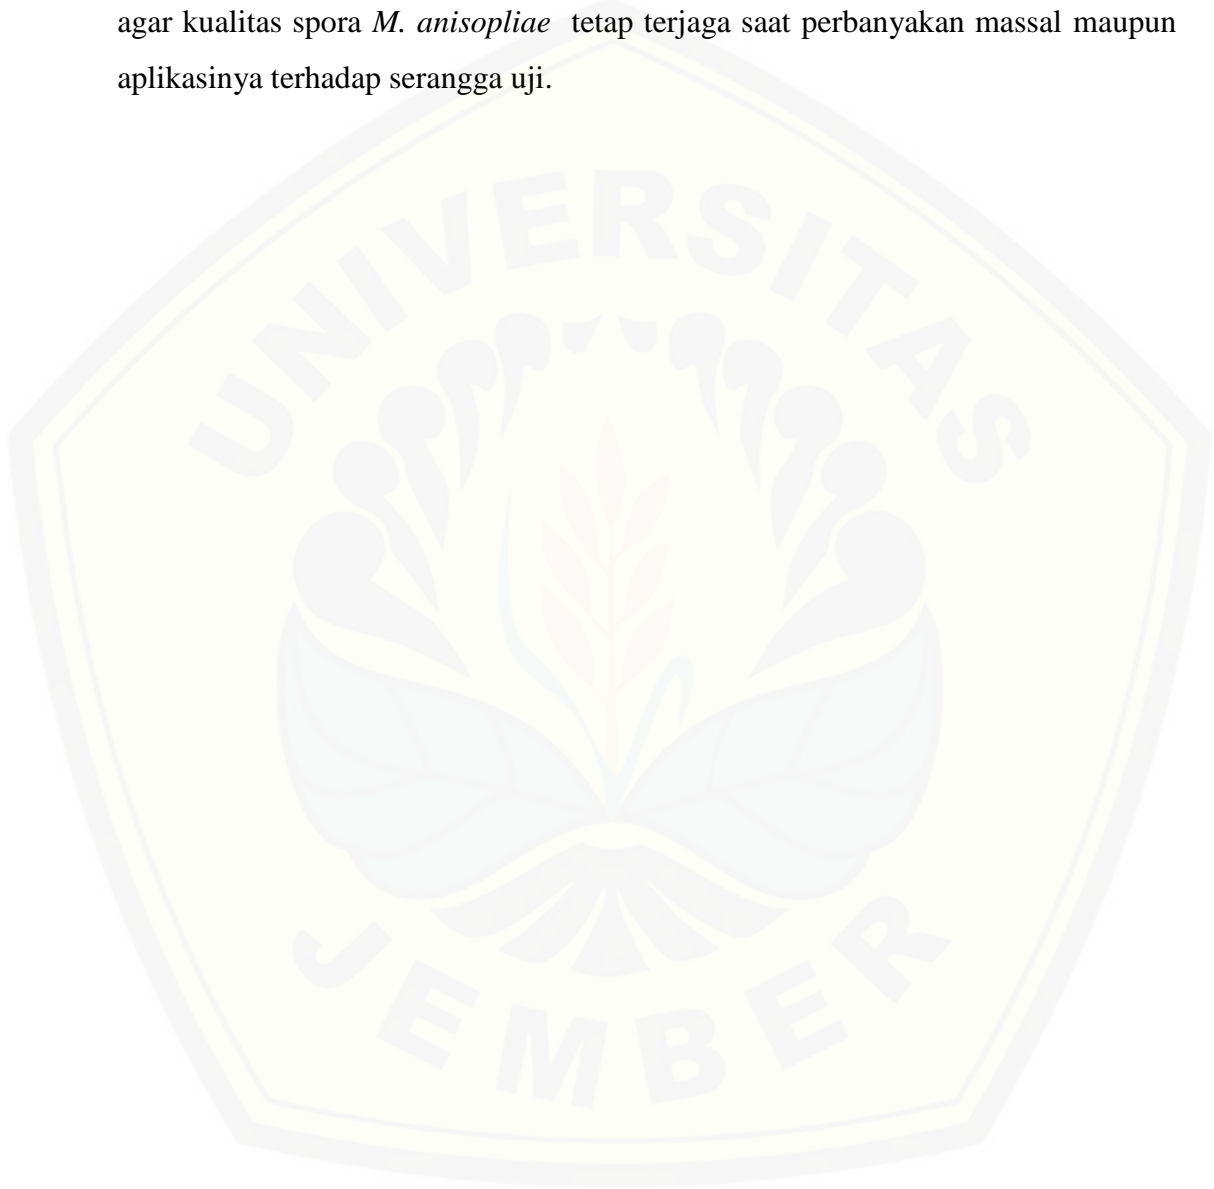 agar kualitas spora M. anisopliae tetap terjaga saat perbanyakan massal maupun
aplikasinya terhadap serangga uji.
UNIVERSITAS
JEMBER